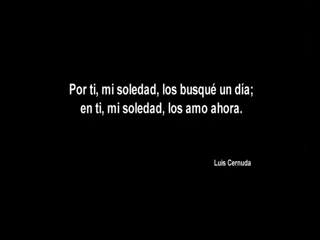 Por ti, mi soledad, los busqué un día;
en ti, mi soledad, los amo ahora.
Luis Cernuda